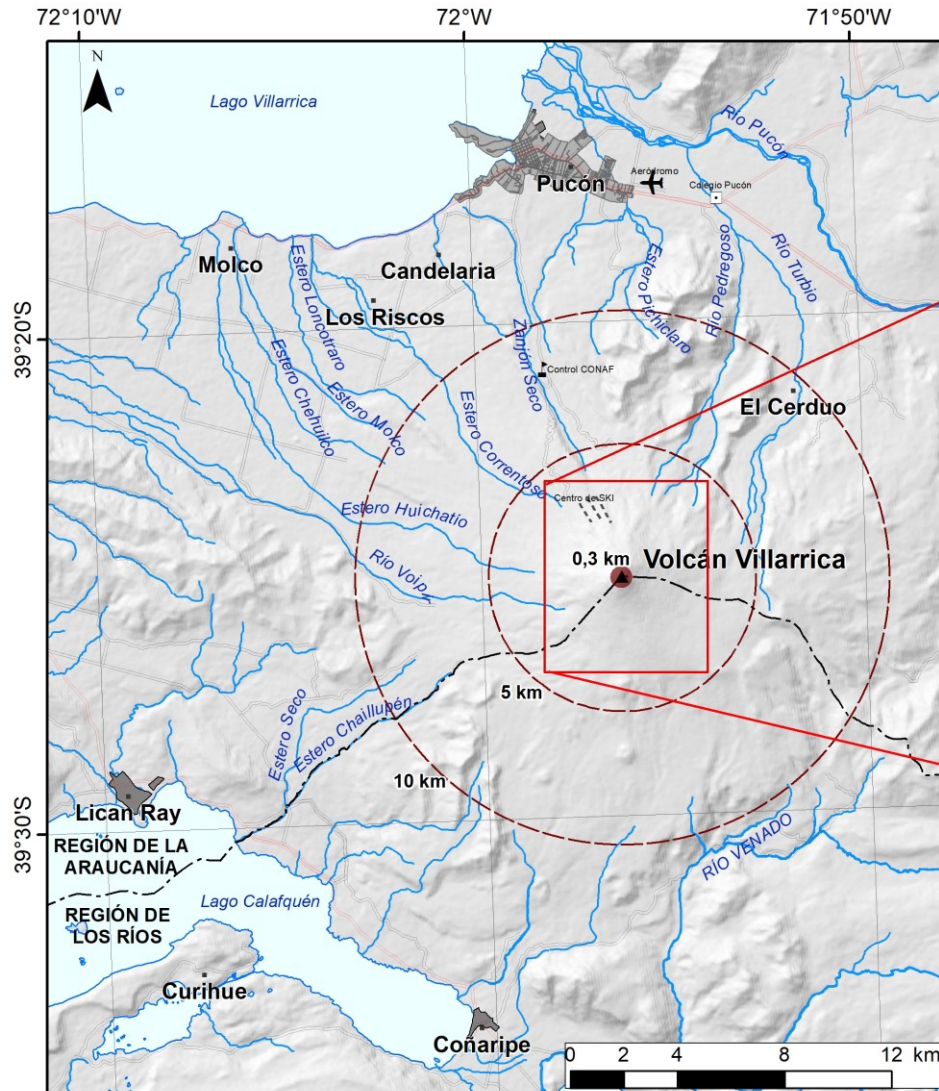 72°10'W
72°W
71°50'W
N
Lago Villarrica
Río Pucón
Pucón
Aeródromo
Colegio Pucón
Molco
Candelaria
Los Riscos
Estero Loncotraro
Estero Pichiclaro
Río Pedregoso
Río Turbio
39°20'S
Zanjón Seco
Control CONAF
Estero Chehuilco
Estero Molco
El Cerduo
Estero Correntoso
Centro de SKI
Estero Huichatío
Río Voipir
0,3 km
Volcán Villarrica
5 km
Estero Seco
Estero Chaillupén
10 km
Lican Ray
39°30'S
REGIÓN DE LA
ARAUCANÍA
RÍO VENADO
REGIÓN DE
LOS RÍOS
Lago Calafquén
Curihue
Coñaripe
0 2 4 8 12 km